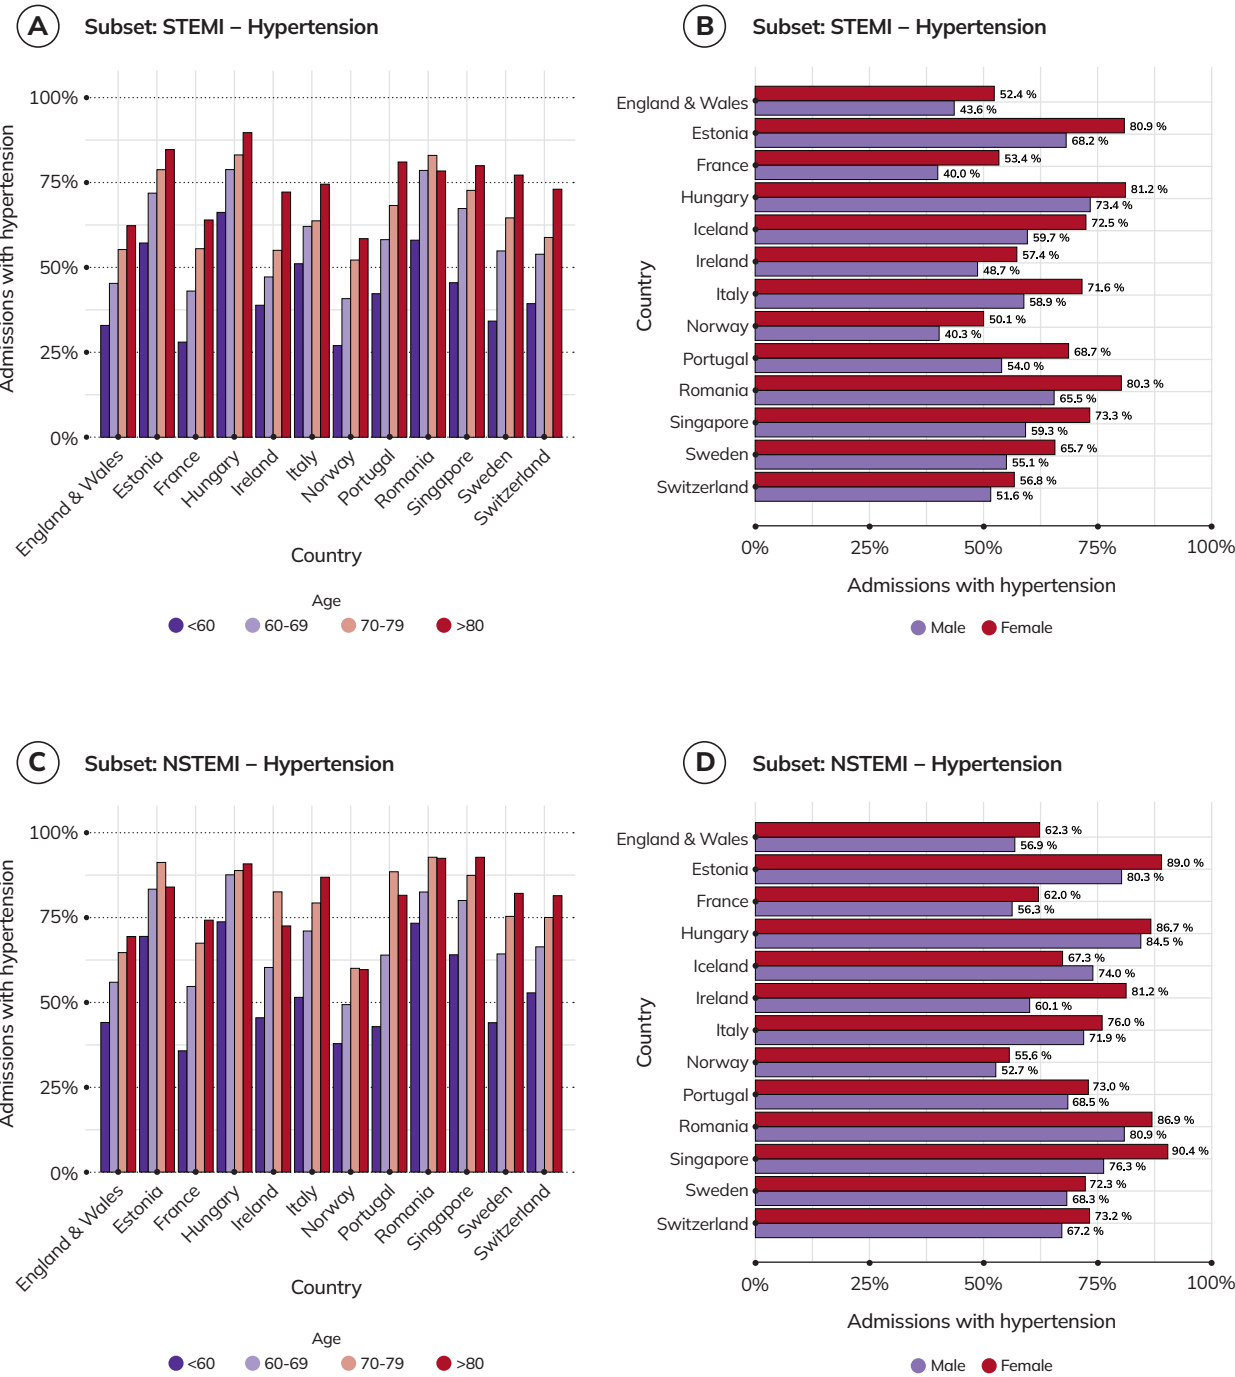 A Subset: STEMI – Hypertension
Admissions with hypertension
100%
75%
50%
25%
0%
England & Wales
Estonia
France
Hungary
Ireland
Italy
Norway
Portugal
Romania
Singapore
Sweden
Switzerland
Country
Age
<60 60-69 70-79 >80
B Subset: STEMI – Hypertension
Country
England & Wales 52.4 %
43.6 %
Estonia 80.9 %
68.2 %
France 53.4 %
40.0 %
Hungary 81.2 %
73.4 %
Iceland 72.5 %
59.7 %
Ireland 57.4 %
48.7 %
Italy 71.6 %
58.9 %
Norway 50.1 %
40.3 %
Portugal 68.7 %
54.0 %
Romania 80.3 %
65.5 %
Singapore 73.3 %
59.3 %
Sweden 65.7 %
55.1 %
Switzerland 56.8 %
51.6 %
0% 25% 50% 75% 100%
Admissions with hypertension
Male Female
C Subset: NSTEMI – Hypertension
Admissions with hypertension
100%
75%
50%
25%
0%
England & Wales
Estonia
France
Hungary
Ireland
Italy
Norway
Portugal
Romania
Singapore
Sweden
Switzerland
Country
Age
<60 60-69 70-79 >80
D Subset: NSTEMI – Hypertension
Country
England & Wales 62.3 %
56.9 %
Estonia 89.0 %
80.3 %
France 62.0 %
56.3 %
Hungary 86.7 %
84.5 %
Iceland 67.3 %
74.0 %
Ireland 81.2 %
60.1 %
Italy 76.0 %
71.9 %
Norway 55.6 %
52.7 %
Portugal 73.0 %
68.5 %
Romania 86.9 %
80.9 %
Singapore 90.4 %
76.3 %
Sweden 72.3 %
68.3 %
Switzerland 73.2 %
67.2 %
0% 25% 50% 75% 100%
Admissions with hypertension
Male Female